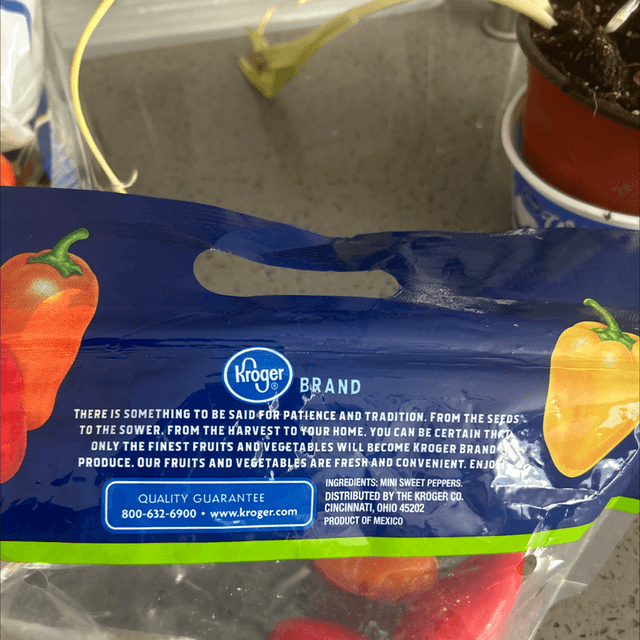 Kroger BRAND
THERE IS SOMETHING TO BE SAID FOR PATIENCE AND TRADITION. FROM THE SEEDS
TO THE SOWER. FROM THE HARVEST TO YOUR HOME. YOU CAN BE CERTAIN THAT
ONLY THE FINEST FRUITS AND VEGETABLES WILL BECOME KROGER BRAND
PRODUCE. OUR FRUITS AND VEGETABLES ARE FRESH AND CONVENIENT.
QUALITY GUARANTEE
800-632-6900 • www.kroger.com
INGREDIENTS: MINI SWEET PEPPERS.
DISTRIBUTED BY THE KROGER CO.
CINCINNATI, OHIO 45202
PRODUCT OF MEXICO